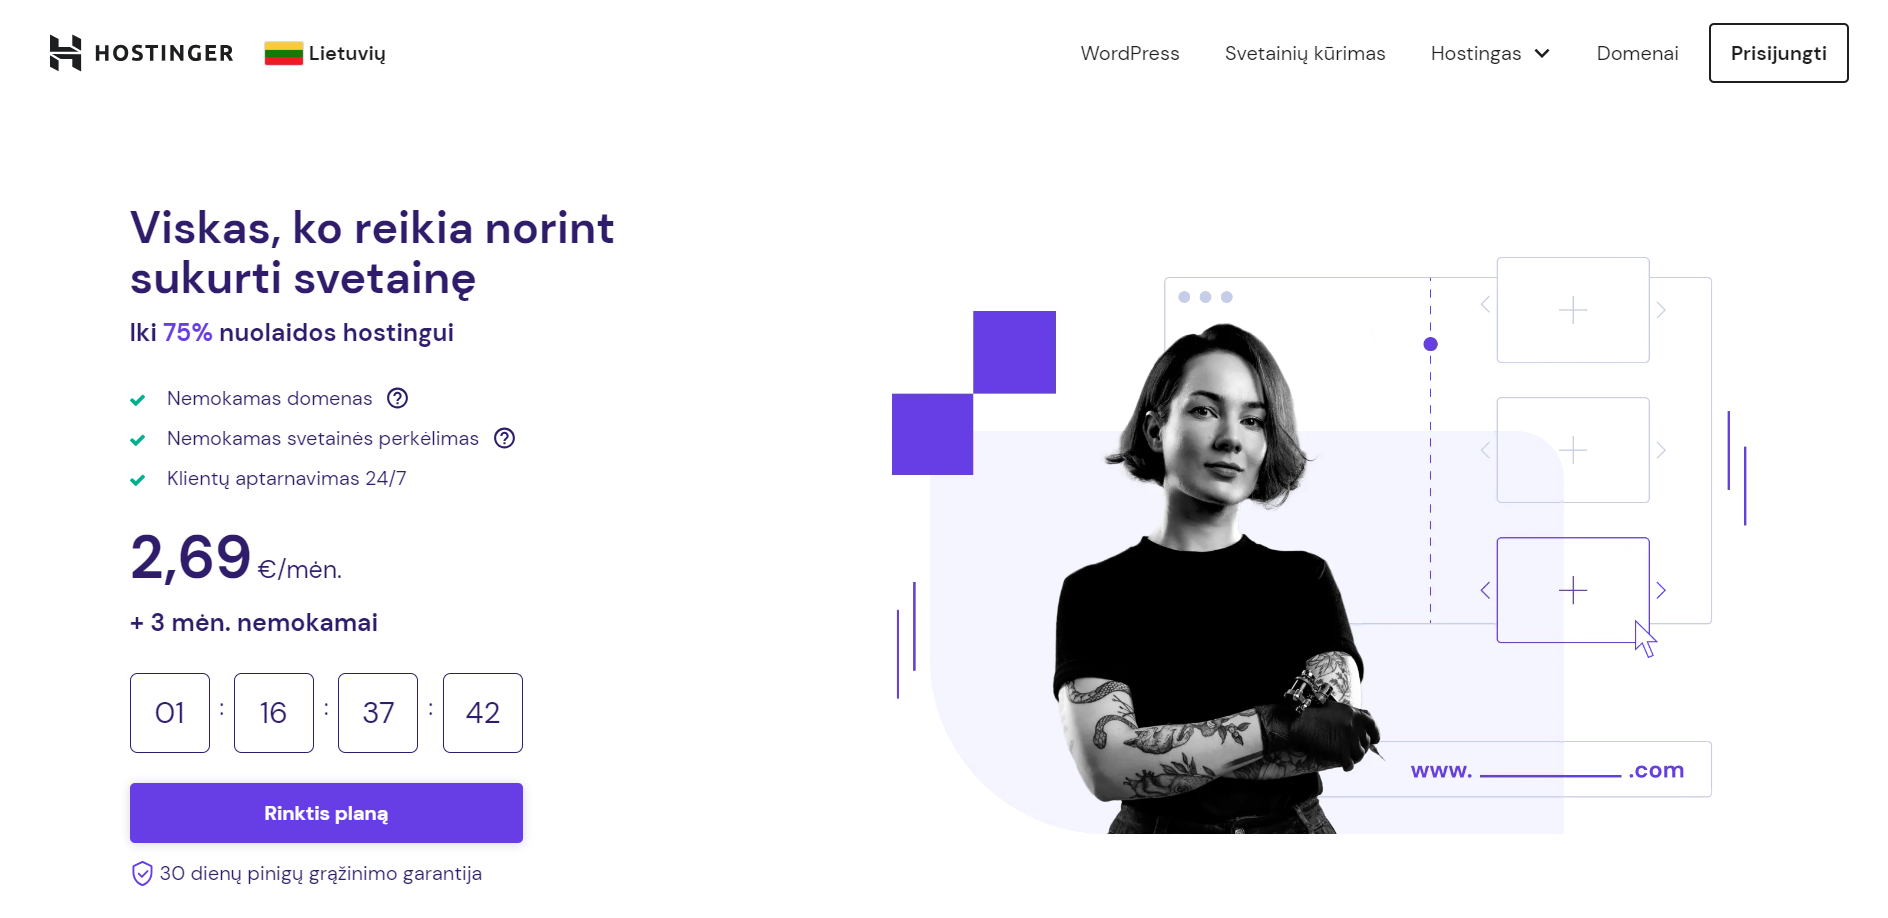 HOSTINGER
Lietuvių
WordPress
Svetainių kūrimas
Hostingas
Domenai
Prisijungti
Viskas, ko reikia norint
sukurti svetainę
Iki 75% nuolaidos hostingui
Nemokamas domenas
Nemokamas svetainės perkėlimas
Klientų aptarnavimas 24/7
2,69 €/mėn.
+ 3 mėn. nemokamai
01 : 16 : 37 : 42
Rinktis planą
30 dienų pinigų grąžinimo garantija
www. ________ .com